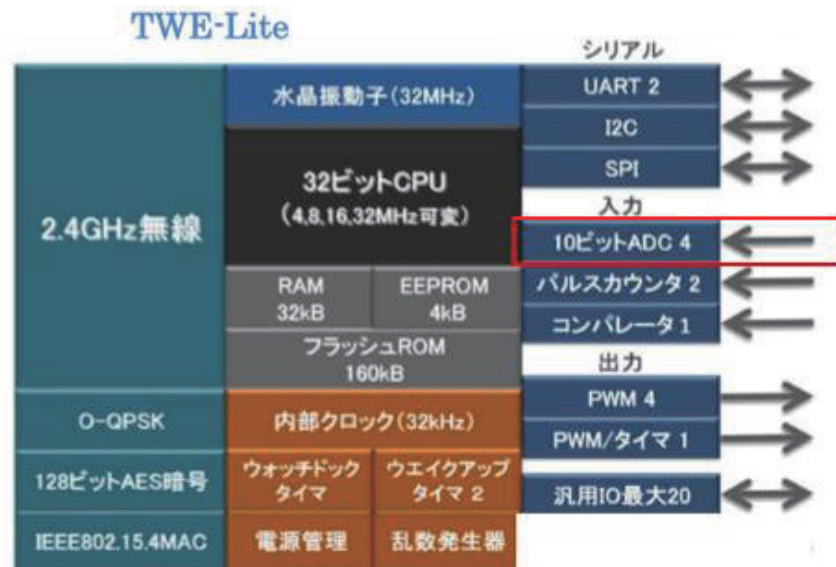 TWE-Lite
2.4GHz無線
O-QPSK
128ビットAES暗号
IEEE802.15.4MAC
水晶振動子(32MHz)
32ビットCPU
(4,8,16,32MHz可変)
RAM
32kB
EEPROM
4kB
フラッシュROM
160kB
内部クロック(32kHz)
ウォッチドック
タイマ
ウエイクアップ
タイマ 2
電源管理
乱数発生器
シリアル
UART 2
I2C
SPI
入力
10ビットADC 4
パルスカウンタ 2
コンパレータ 1
出力
PWM 4
PWM/タイマ 1
汎用IO最大20